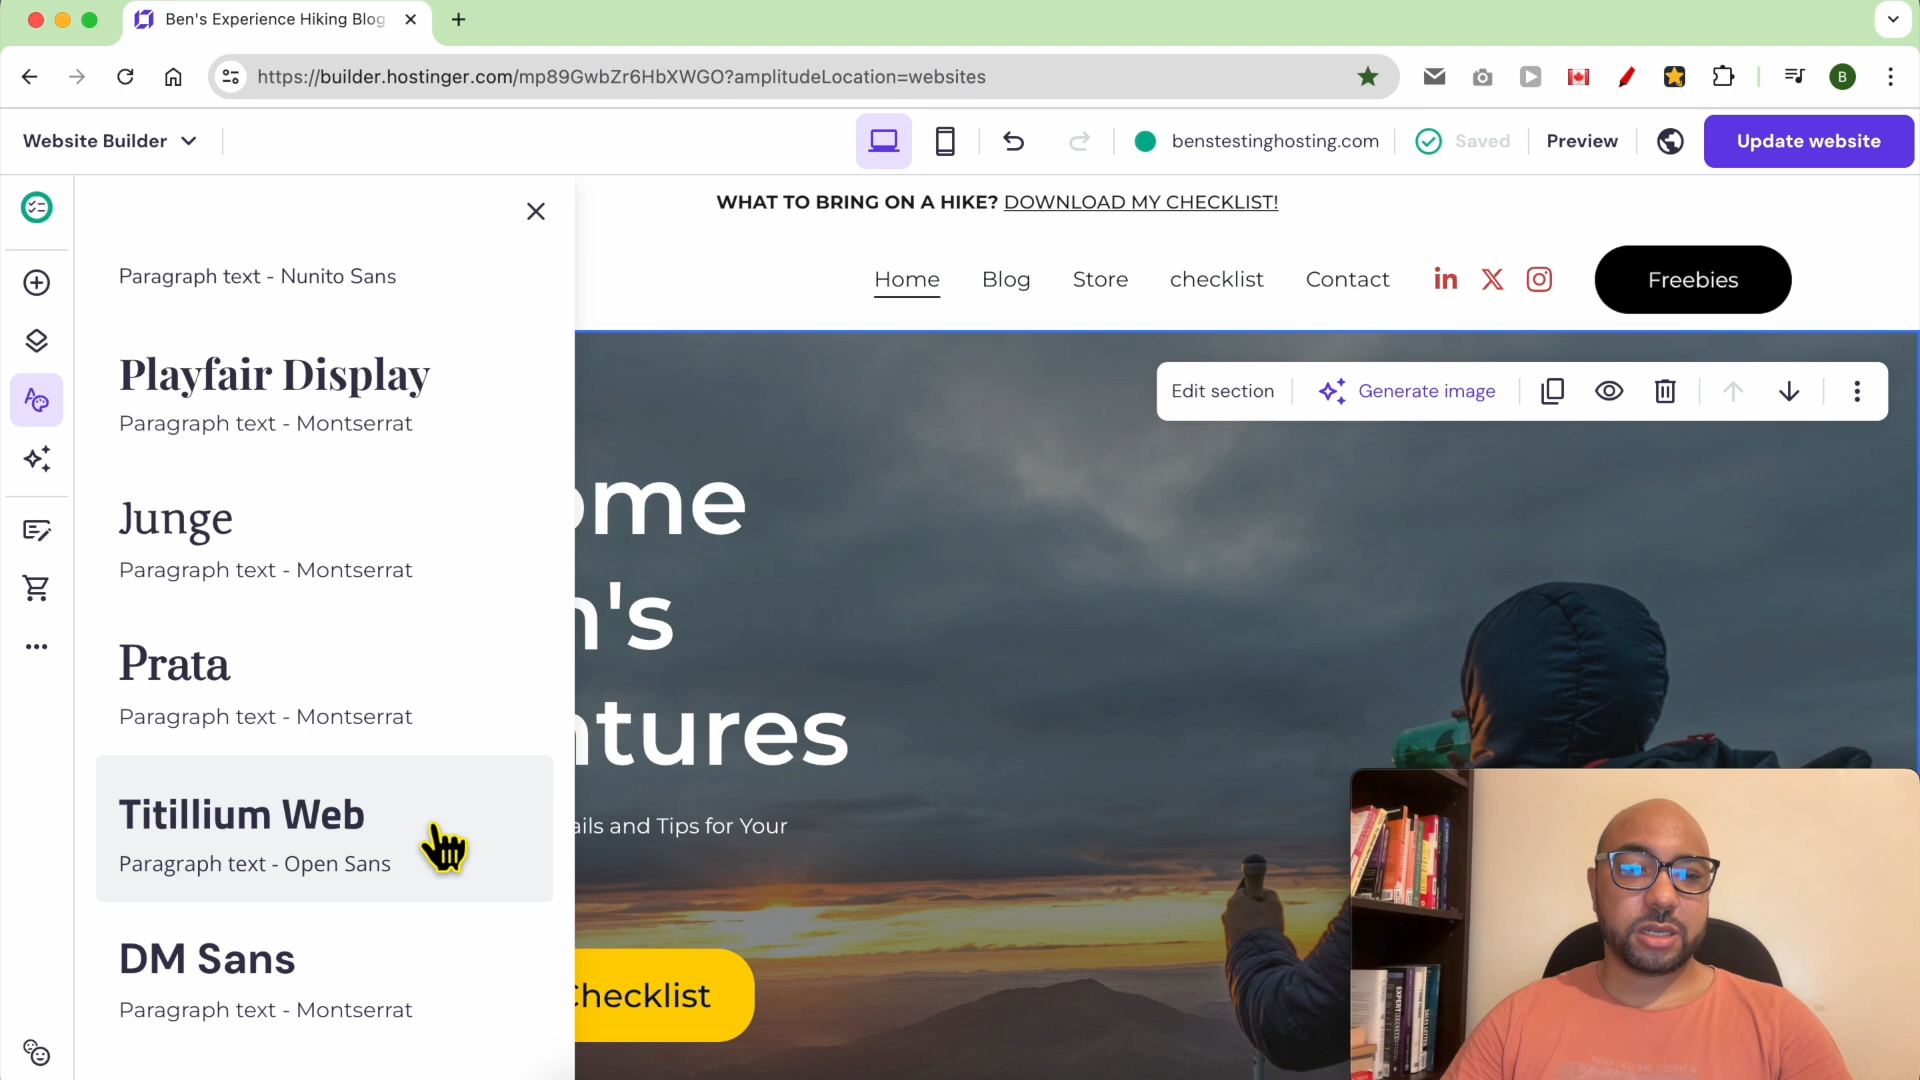 Ben's Experience Hiking Blog
https://builder.hostinger.com/mp89GwbZr6HbXWGO?amplitudeLocation=websites
B
Website Builder
benstestinghosting.com
Saved
Preview
Update website
WHAT TO BRING ON A HIKE? DOWNLOAD MY CHECKLIST!
Home
Blog
Store
checklist
Contact
in
Freebies
Paragraph text - Nunito Sans
Playfair Display
Paragraph text - Montserrat
Junge
Paragraph text - Montserrat
Prata
Paragraph text - Montserrat
Titillium Web
Paragraph text - Open Sans
DM Sans
Paragraph text - Montserrat
Edit section
Generate image
ome
n's
ntures
ails and Tips for Your
Checklist